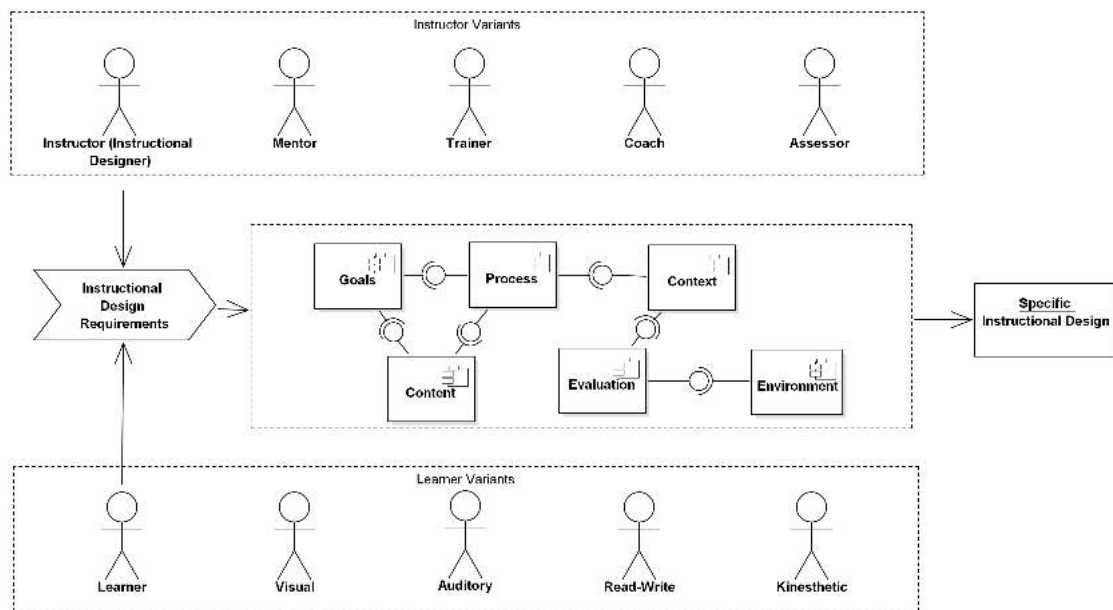 Instructor Variants
Instructor (Instructional
Designer)
Mentor
Trainer
Coach
Assessor
Instructional
Design
Requirements
Goals
Process
Context
Content
Evaluation
Environment
Specific
Instructional Design
Learner Variants
Learner
Visual
Auditory
Read-Write
Kinesthetic